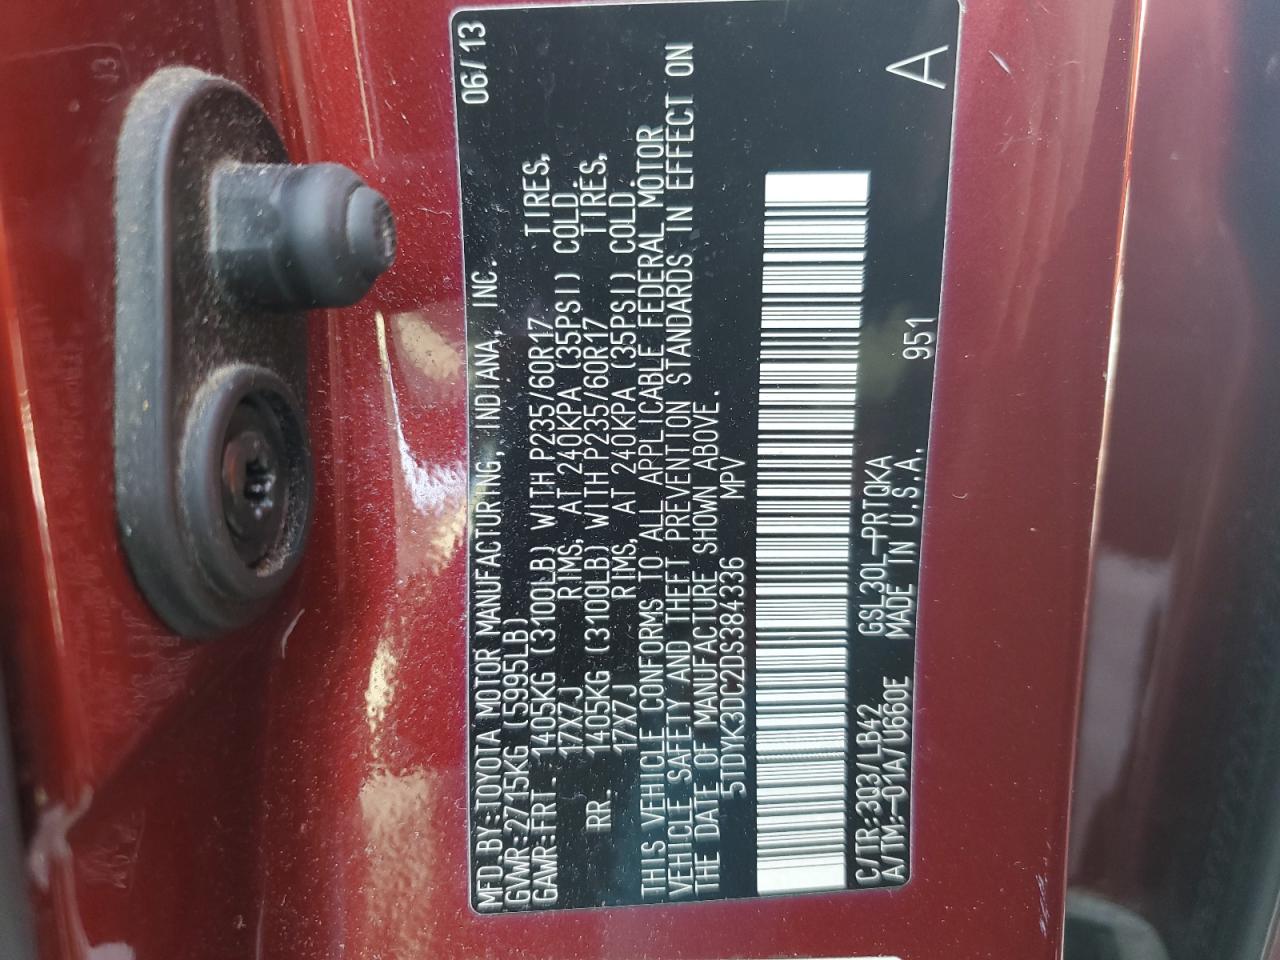 MFD.BY:TOYOTA MOTOR MANUFACTURING, INDIANA, INC. 06/13
GVWR:2715KG (5995LB)
GAWR:FRT. 1405KG (3100LB) WITH P235/60R17 TIRES,
17X7J RIMS, AT 240KPA (35PSI) COLD
RR. 1405KG (3100LB) WITH P235/60R17 TIRES,
17X7J RIMS, AT 240KPA (35PSI) COLD.
THIS VEHICLE CONFORMS TO ALL APPLICABLE FEDERAL MOTOR
VEHICLE SAFETY AND THEFT PREVENTION STANDARDS IN EFFECT ON
THE DATE OF MANUFACTURE SHOWN ABOVE.
5TDYK3DC2DS384336 MPV
C/TR:3Q3/LB42 GSL30L-PRTQKA
A/TM:-01A/U660E MADE IN U.S.A. 951 A